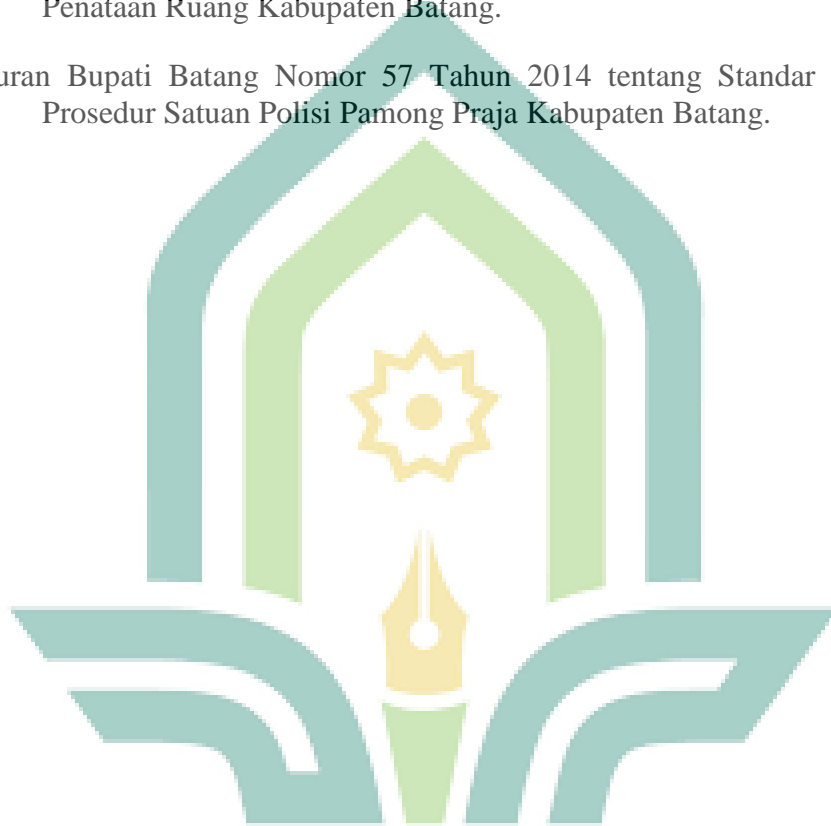 Penataan Ruang Kabupaten Batang.
uran Bupati Batang Nomor 57 Tahun 2014 tentang Standar
Prosedur Satuan Polisi Pamong Praja Kabupaten Batang.